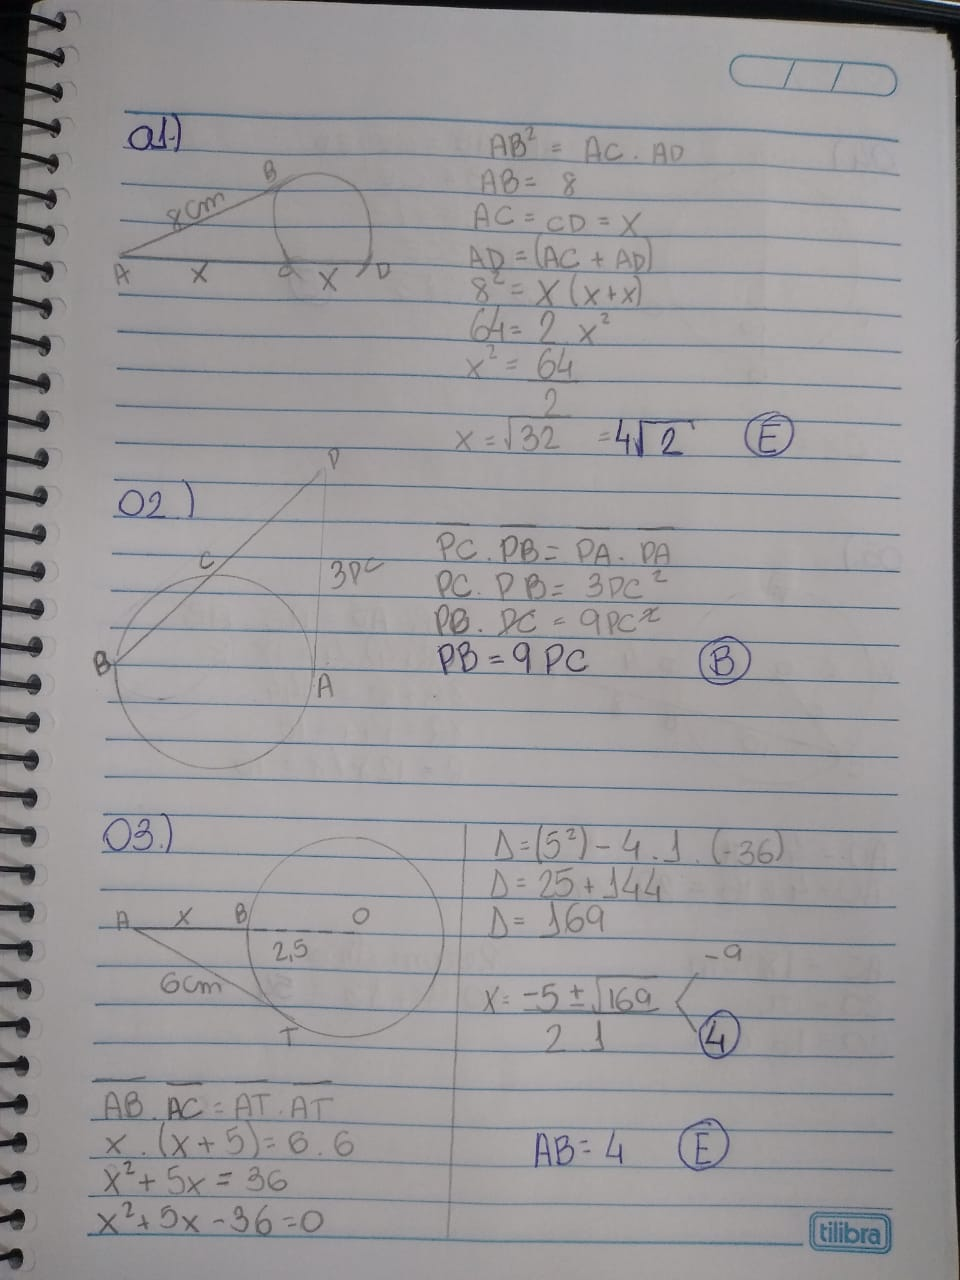 01-)
B
8cm
A
X
C
X
D
AB² = AC . AD
AB = 8
AC = CD = X
AD = (AC + AD)
8² = X (X+X)
64 = 2 X²
X² = 64
2
X = √32 = 4√2 E
02.)
P
C
3PC
B
A
PC . PB = PA . PA
PC . PB = 3PC²
PB . PC = 9PC²
PB = 9 PC B
03.)
A X B O
2,5
6cm
T
AB . AC = AT . AT
X . (X + 5) = 6 . 6
X² + 5X = 36
X² + 5X - 36 = 0
Δ = (5²) - 4 . 1 . (-36)
Δ = 25 + 144
Δ = 169
-9
X = -5 ± √169
2 1
4
AB = 4 E
tilibra